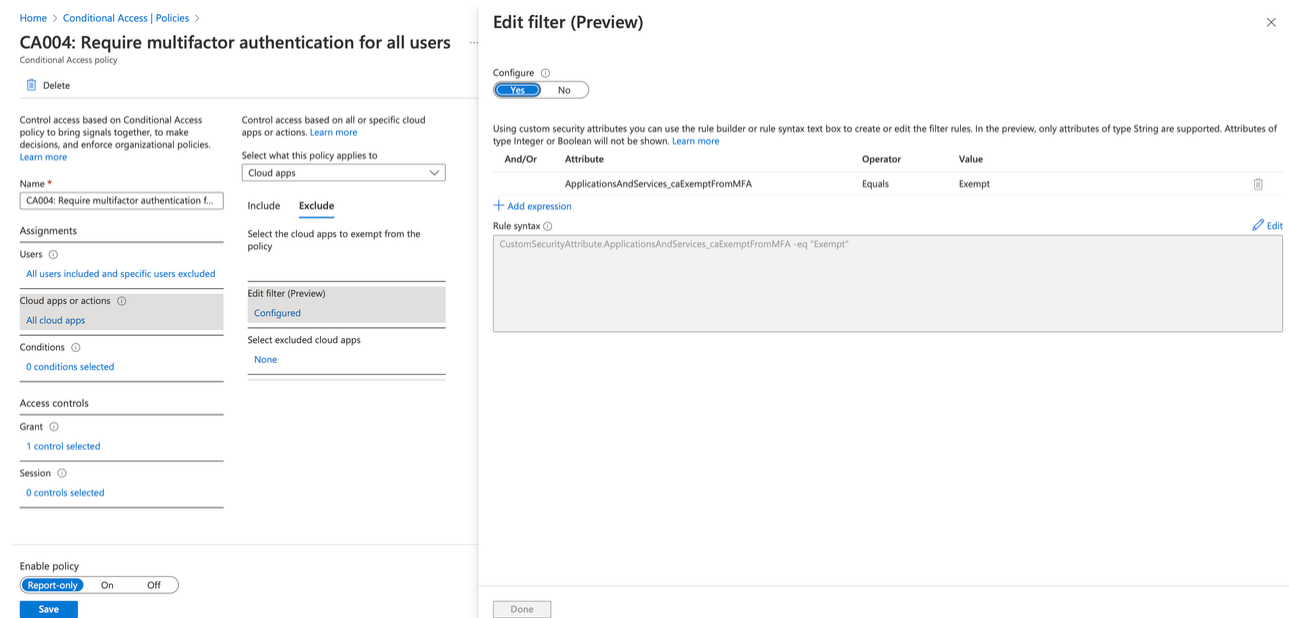 Home > Conditional Access | Policies >
CA004: Require multifactor authentication for all users ...
Conditional Access policy
Delete
Control access based on Conditional Access
policy to bring signals together, to make
decisions, and enforce organizational policies.
Learn more
Name *
CA004: Require multifactor authentication f...
Assignments
Users
All users included and specific users excluded
Cloud apps or actions
All cloud apps
Conditions
0 conditions selected
Access controls
Grant
1 control selected
Session
0 controls selected
Enable policy
Report-only On Off
Save
Control access based on all or specific cloud
apps or actions. Learn more
Select what this policy applies to
Cloud apps
Include Exclude
Select the cloud apps to exempt from the
policy
Edit filter (Preview)
Configured
Select excluded cloud apps
None
Edit filter (Preview)
Configure
Yes No
Using custom security attributes you can use the rule builder or rule syntax text box to create or edit the filter rules. In the preview, only attributes of type String are supported. Attributes of
type Integer or Boolean will not be shown. Learn more
And/Or Attribute Operator Value
ApplicationsAndServices_caExemptFromMFA Equals Exempt
+ Add expression
Rule syntax
Edit
CustomSecurityAttribute.ApplicationsAndServices_caExemptFromMFA -eq "Exempt"
Done